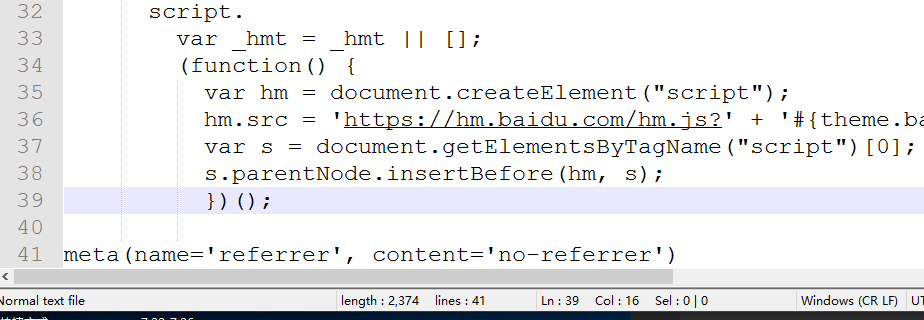 32 script.
33 var _hmt = _hmt || [];
34 (function() {
35 var hm = document.createElement("script");
36 hm.src = 'https://hm.baidu.com/hm.js?' + '#{theme.ba
37 var s = document.getElementsByTagName("script")[0];
38 s.parentNode.insertBefore(hm, s);
39 })();
40
41 meta(name='referrer', content='no-referrer')
Normal text file length : 2,374 lines : 41 Ln : 39 Col : 16 Sel : 0 | 0 Windows (CR LF) UT